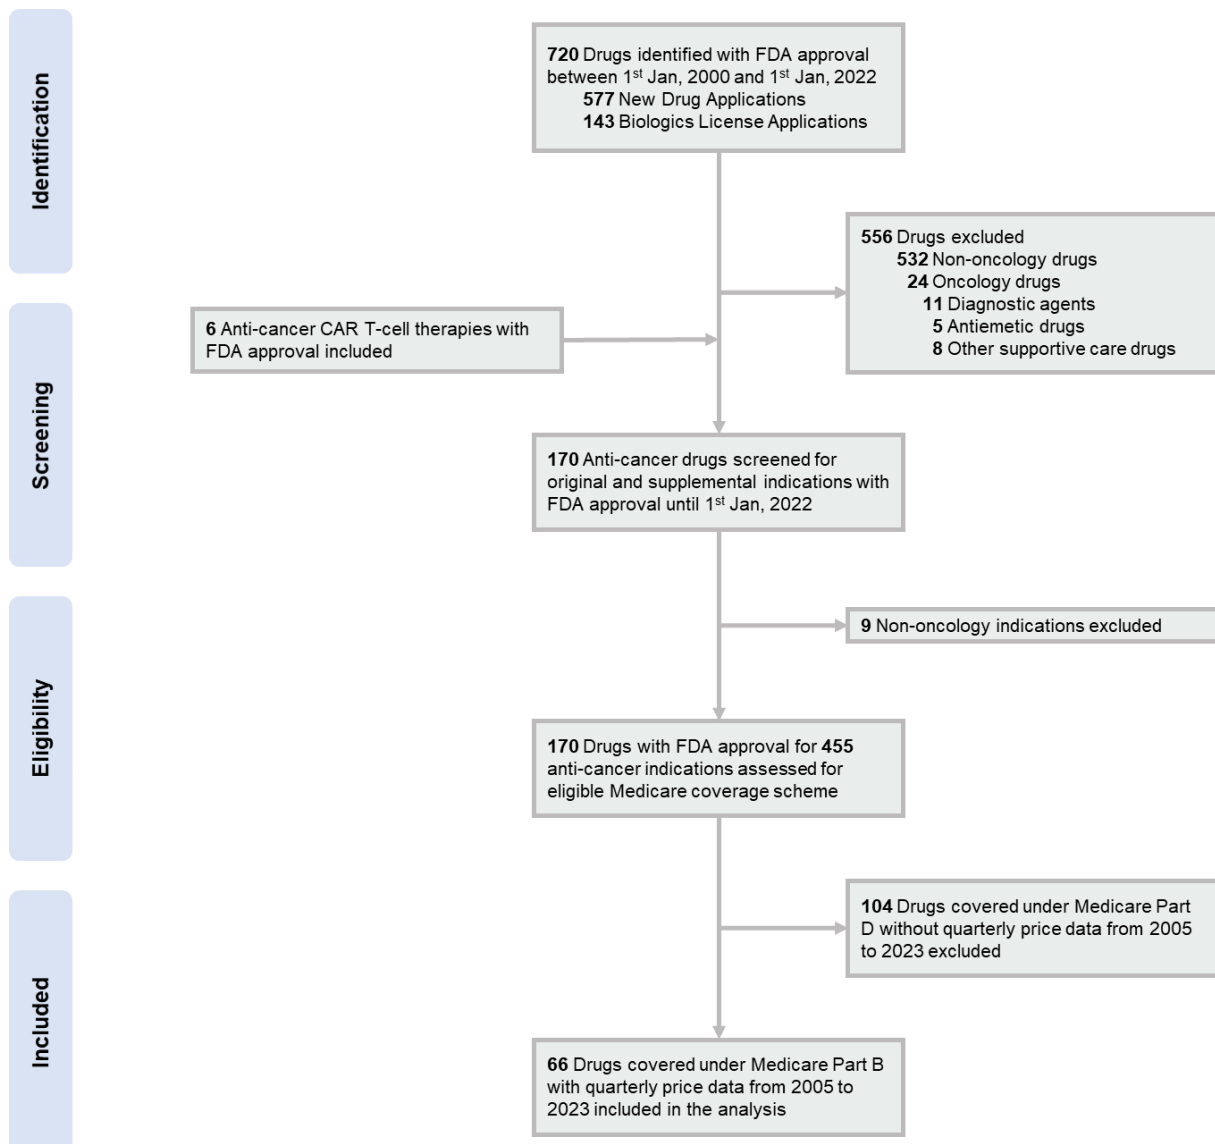 Identification
720 Drugs identified with FDA approval
between 1st Jan, 2000 and 1st Jan, 2022
577 New Drug Applications
143 Biologics License Applications
556 Drugs excluded
532 Non-oncology drugs
24 Oncology drugs
11 Diagnostic agents
5 Antiemetic drugs
8 Other supportive care drugs
Screening
6 Anti-cancer CAR T-cell therapies with
FDA approval included
170 Anti-cancer drugs screened for
original and supplemental indications with
FDA approval until 1st Jan, 2022
Eligibility
9 Non-oncology indications excluded
170 Drugs with FDA approval for 455
anti-cancer indications assessed for
eligible Medicare coverage scheme
Included
104 Drugs covered under Medicare Part
D without quarterly price data from 2005
to 2023 excluded
66 Drugs covered under Medicare Part B
with quarterly price data from 2005 to
2023 included in the analysis